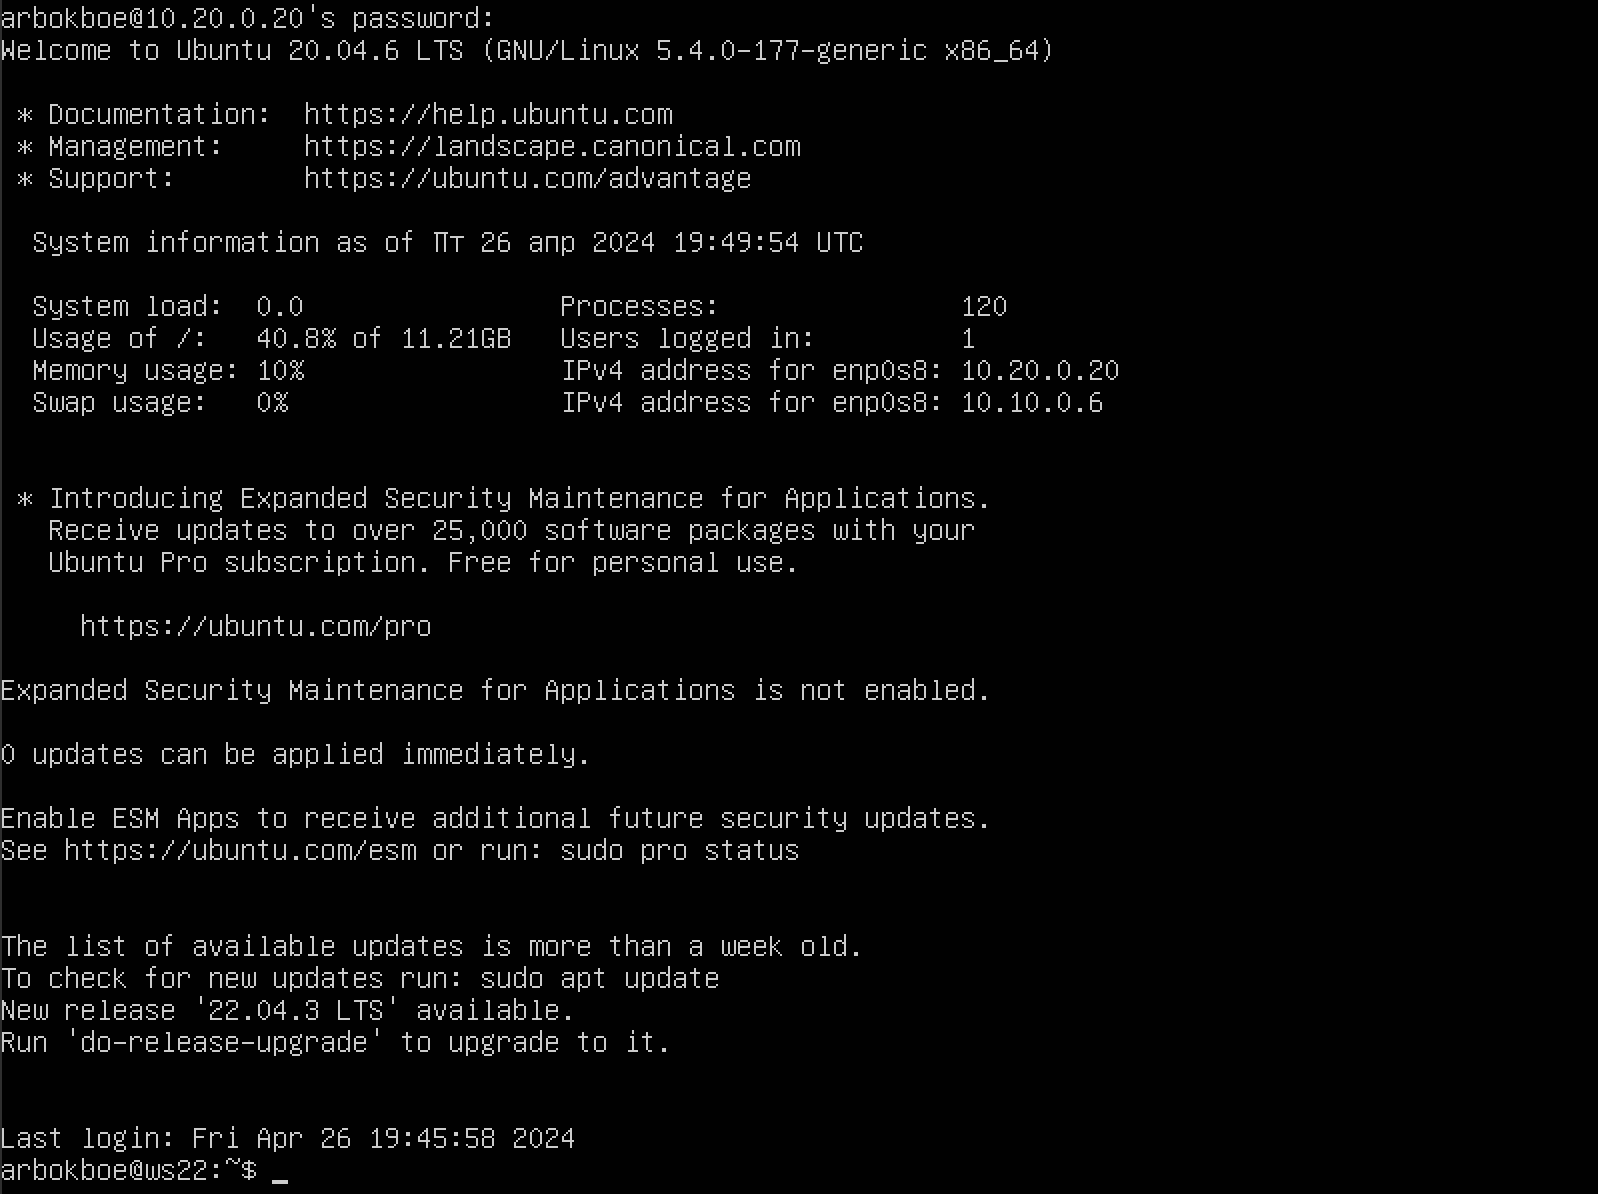 arbokboe@10.20.0.20's password:
Welcome to Ubuntu 20.04.6 LTS (GNU/Linux 5.4.0-177-generic x86_64)
* Documentation:  https://help.ubuntu.com
* Management:     https://landscape.canonical.com
* Support:        https://ubuntu.com/advantage
System information as of Пт 26 апр 2024 19:49:54 UTC
System load:  0.0                Processes:               120
Usage of /:   40.8% of 11.21GB   Users logged in:         1
Memory usage: 10%                IPv4 address for enp0s8: 10.20.0.20
Swap usage:   0%                 IPv4 address for enp0s8: 10.10.0.6
* Introducing Expanded Security Maintenance for Applications.
Receive updates to over 25,000 software packages with your
Ubuntu Pro subscription. Free for personal use.
https://ubuntu.com/pro
Expanded Security Maintenance for Applications is not enabled.
0 updates can be applied immediately.
Enable ESM Apps to receive additional future security updates.
See https://ubuntu.com/esm or run: sudo pro status
The list of available updates is more than a week old.
To check for new updates run: sudo apt update
New release '22.04.3 LTS' available.
Run 'do-release-upgrade' to upgrade to it.
Last login: Fri Apr 26 19:45:58 2024
arbokboe@ws22:~$ _